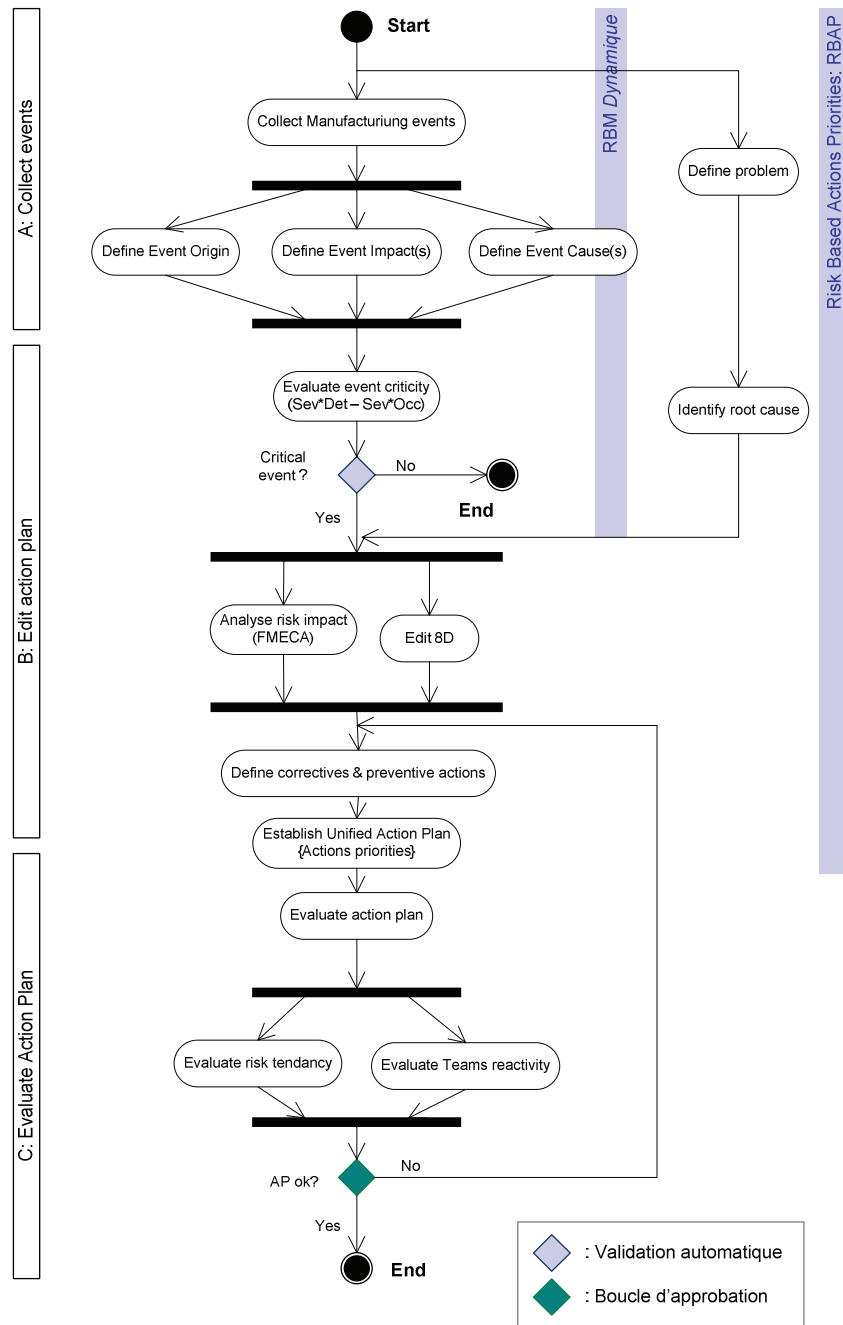 Start
A: Collect events
RBM Dynamique
Risk Based Actions Priorities: RBAP
Collect Manufacturiung events
Define problem
Define Event Origin
Define Event Impact(s)
Define Event Cause(s)
B: Edit action plan
Evaluate event criticity
(Sev*Det – Sev*Occ)
Identify root cause
Critical
event ?
No
End
Yes
Analyse risk impact
(FMECA)
Edit 8D
Define correctives & preventive actions
Establish Unified Action Plan
{Actions priorities}
C: Evaluate Action Plan
Evaluate action plan
Evaluate risk tendancy
Evaluate Teams reactivity
AP ok?
No
Yes
End
: Validation automatique
: Boucle d'approbation